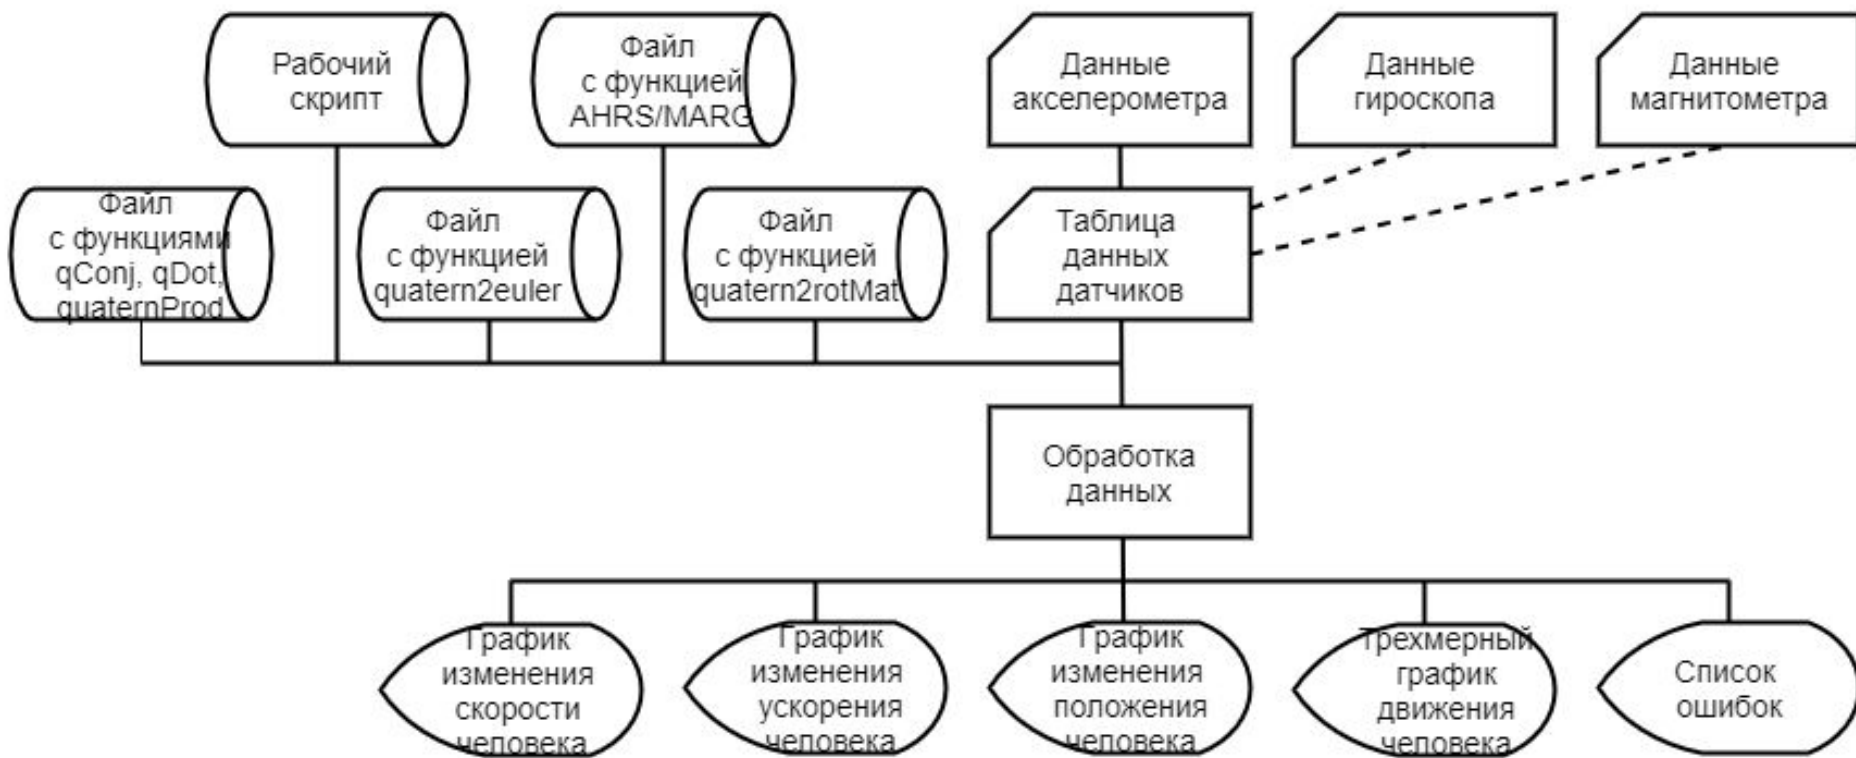 Рабочий
скрипт
Файл
с функцией
AHRS/MARG
Данные
акселерометра
Данные
гироскопа
Данные
магнитометра
Файл
с функциями
qConj, qDot,
quaternProd
Файл
с функцией
quatern2euler
Файл
с функцией
quatern2rotMat
Таблица
данных
датчиков
Обработка
данных
График
изменения
скорости
человека
График
изменения
ускорения
человека
График
изменения
положения
человека
Трехмерный
график
движения
человека
Список
ошибок